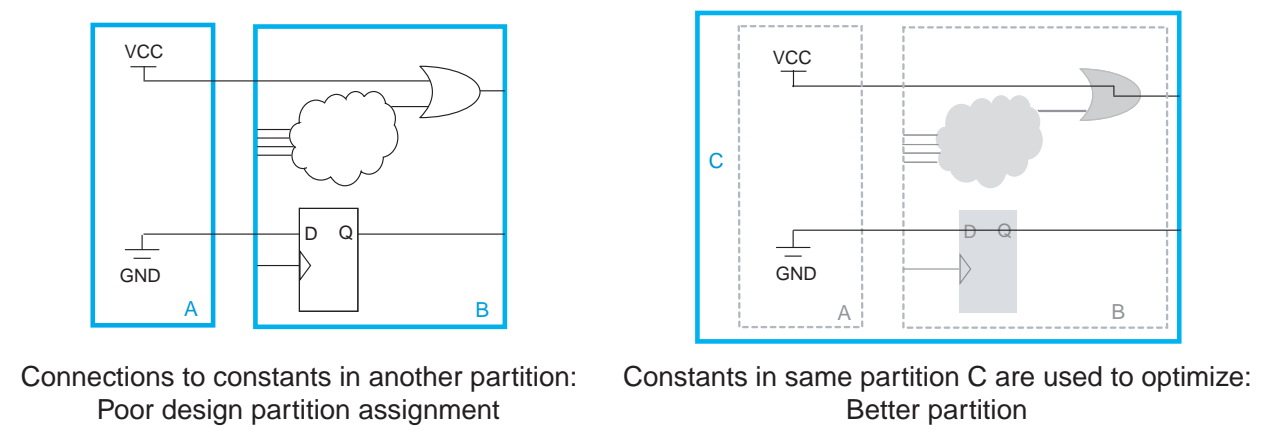 VCC
D Q
GND
A
B
Connections to constants in another partition:
Poor design partition assignment
VCC
C
D Q
GND
A
B
Constants in same partition C are used to optimize:
Better partition